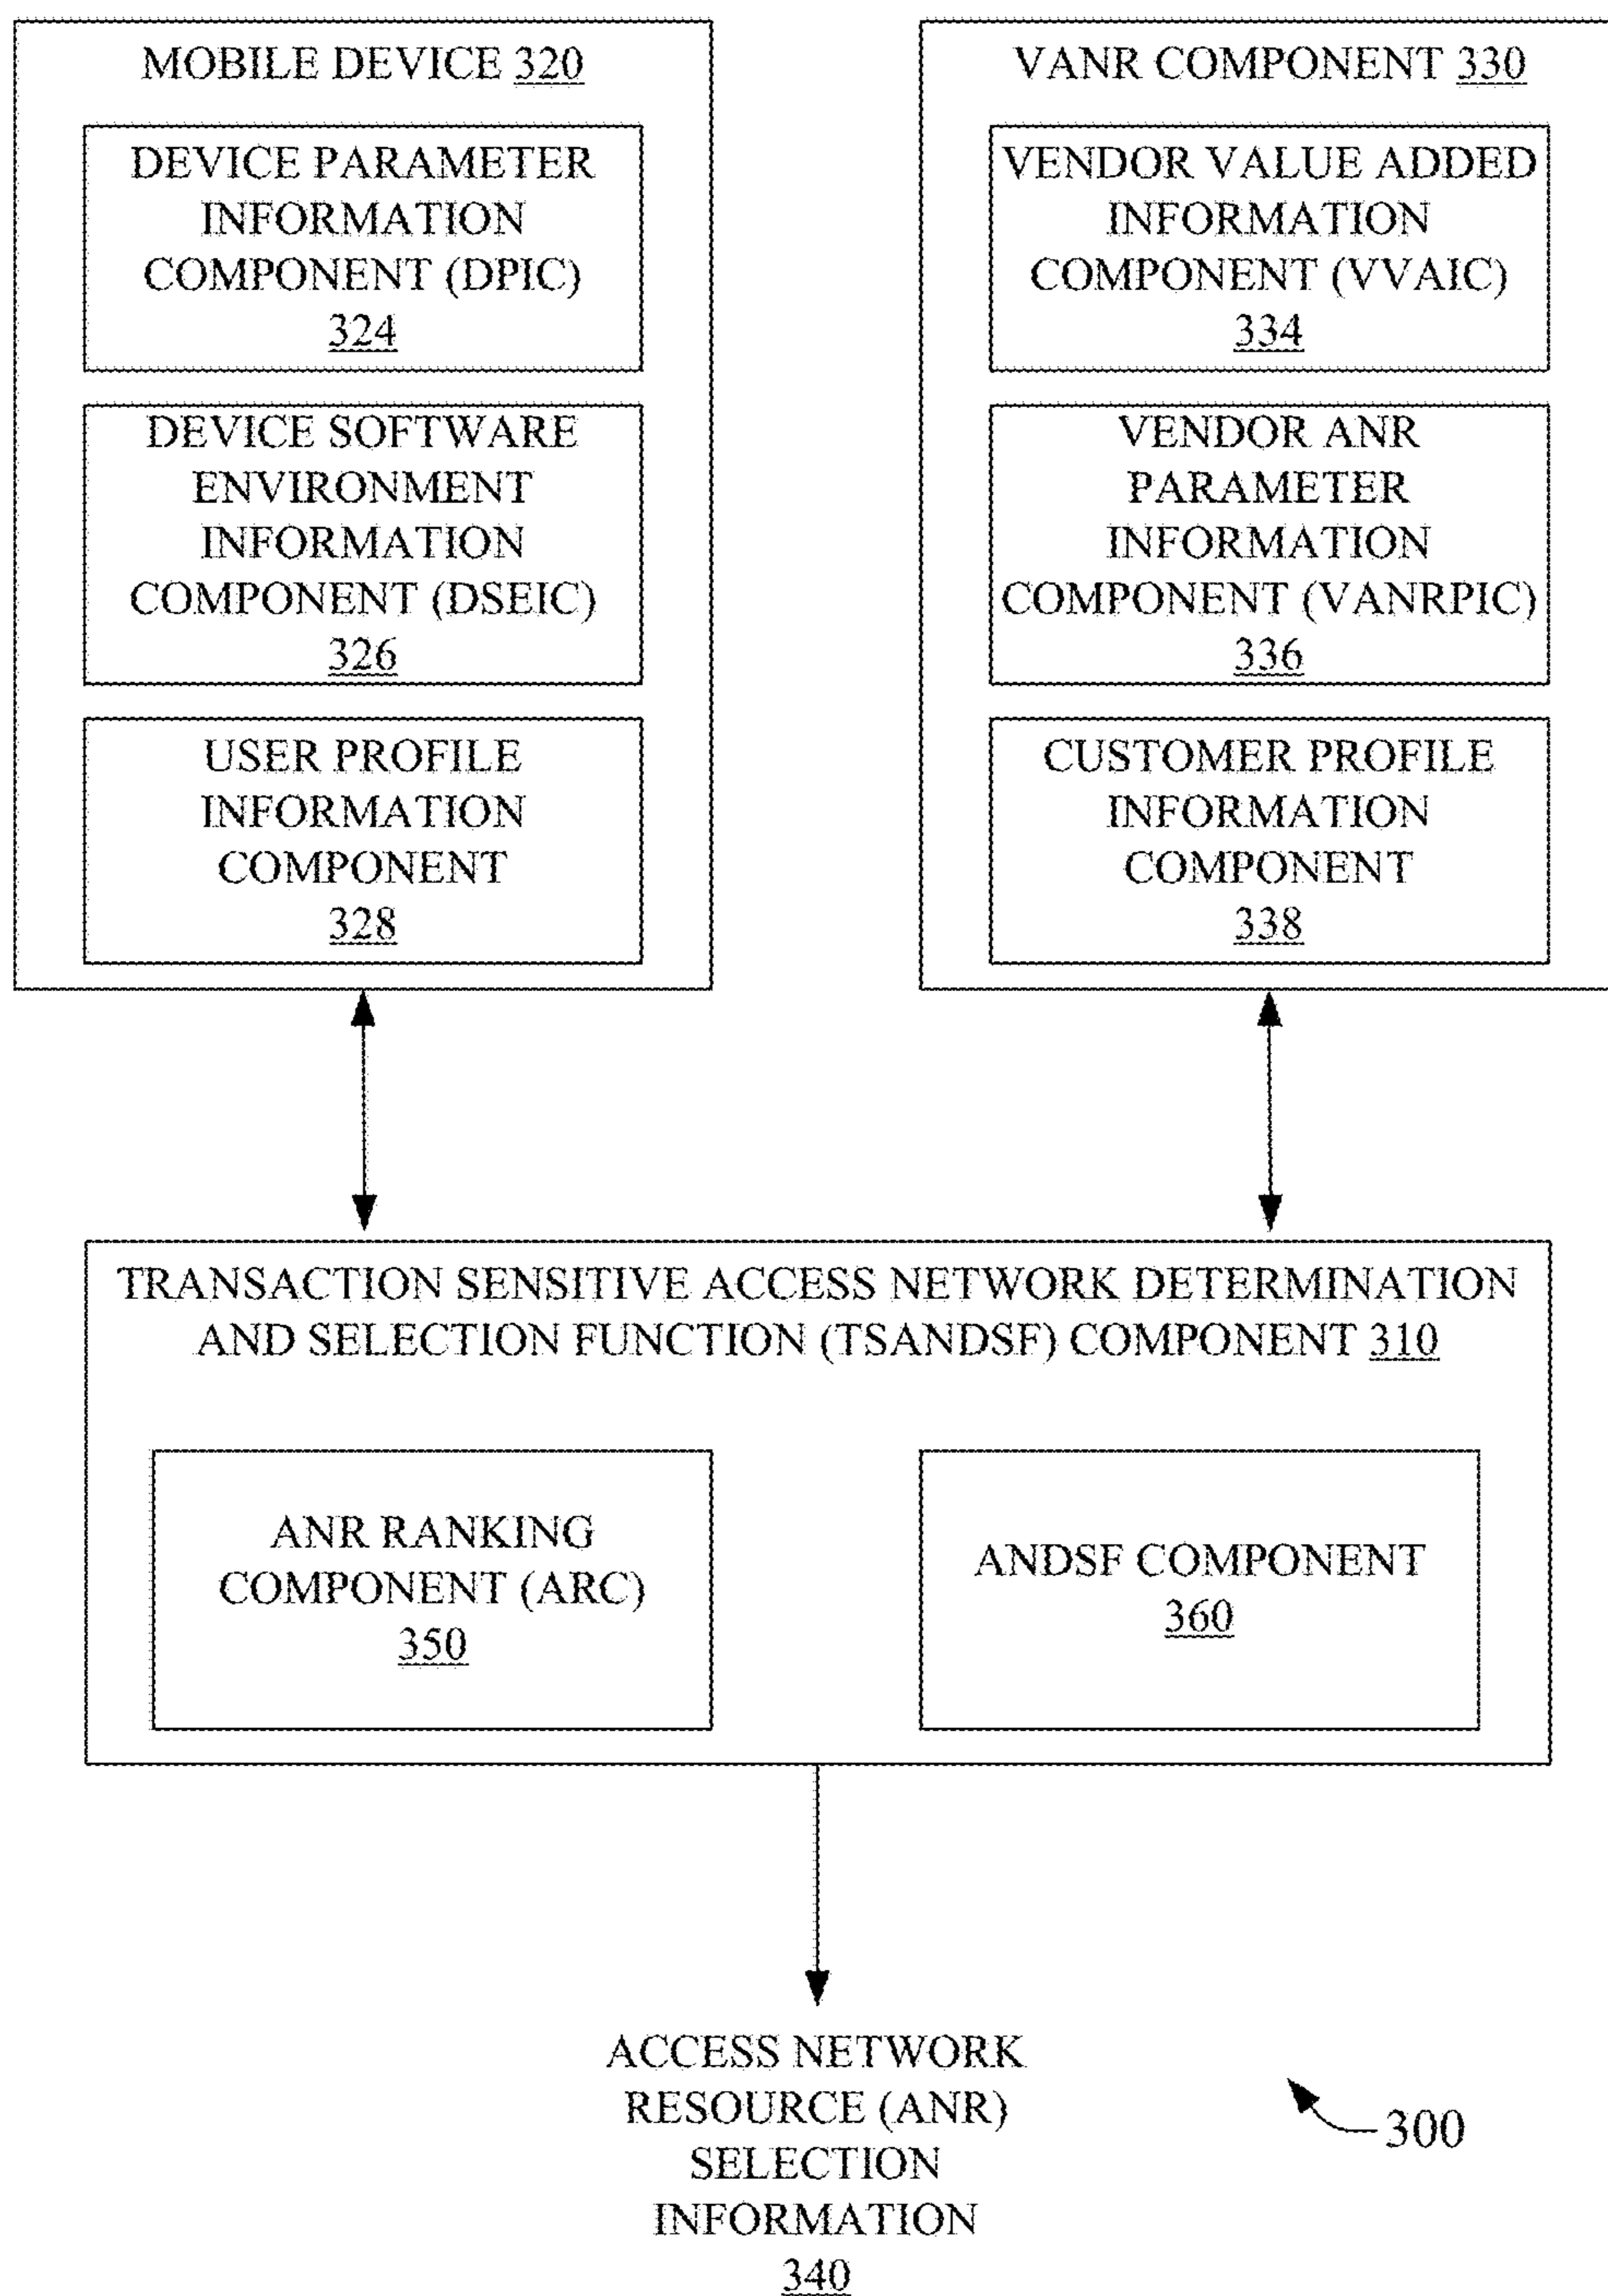 MOBILE DEVICE 320
DEVICE PARAMETER
INFORMATION
COMPONENT (DPIC)
324
DEVICE SOFTWARE
ENVIRONMENT
INFORMATION
COMPONENT (DSEIC)
326
USER PROFILE
INFORMATION
COMPONENT
328
VANR COMPONENT 330
VENDOR VALUE ADDED
INFORMATION
COMPONENT (VVAIC)
334
VENDOR ANR
PARAMETER
INFORMATION
COMPONENT (VANRPIC)
336
CUSTOMER PROFILE
INFORMATION
COMPONENT
338
TRANSACTION SENSITIVE ACCESS NETWORK DETERMINATION
AND SELECTION FUNCTION (TSANDSF) COMPONENT 310
ANR RANKING
COMPONENT (ARC)
350
ANDSF COMPONENT
360
ACCESS NETWORK
RESOURCE (ANR)
SELECTION
INFORMATION
340
300